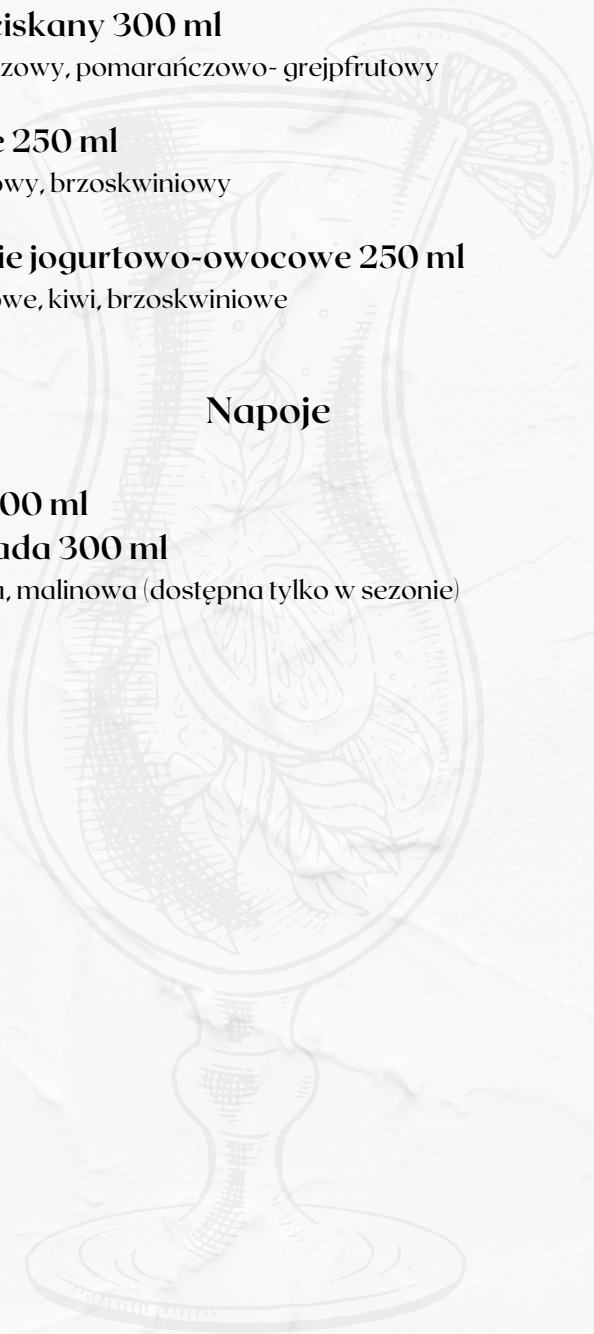 ciskany 300 ml
zowy, pomarańczowo- grejpfrutowy
e 250 ml
owy, brzoskwiniowy
ie jogurtowo-owocowe 250 ml
owe, kiwi, brzoskwiniowe
Napoje
00 ml
ada 300 ml
a, malinowa (dostępna tylko w sezonie)